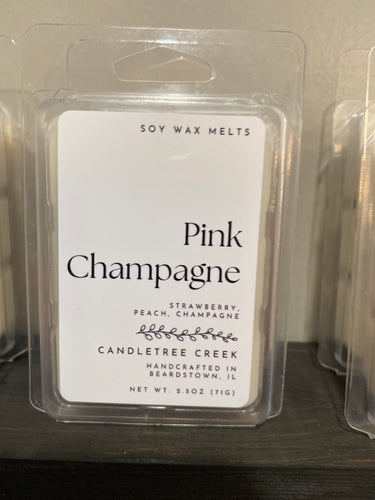 SOY WAX MELTS
Pink
Champagne
STRAWBERRY,
PEACH, CHAMPAGNE
CANDLETREE CREEK
HANDCRAFTED IN
BEARDSTOWN, IL
NET WT. 2.5OZ (71G)